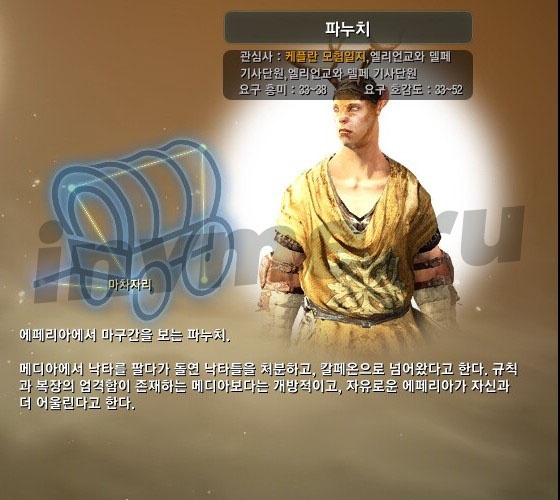 파누치
관심사 : 케플란 모험일지,엘리언교와 델페
기사단원,엘리언교와 델페 기사단원
요구 흥미 : 33~38 요구 호감도 : 33~52
마차자리
에페리아에서 마구간을 보는 파누치.
메디아에서 낙타를 팔다가 돌연 낙타들을 처분하고, 칼페온으로 넘어왔다고 한다. 규칙
과 복장의 엄격함이 존재하는 메디아보다는 개방적이고, 자유로운 에페리아가 자신과
더 어울린다고 한다.